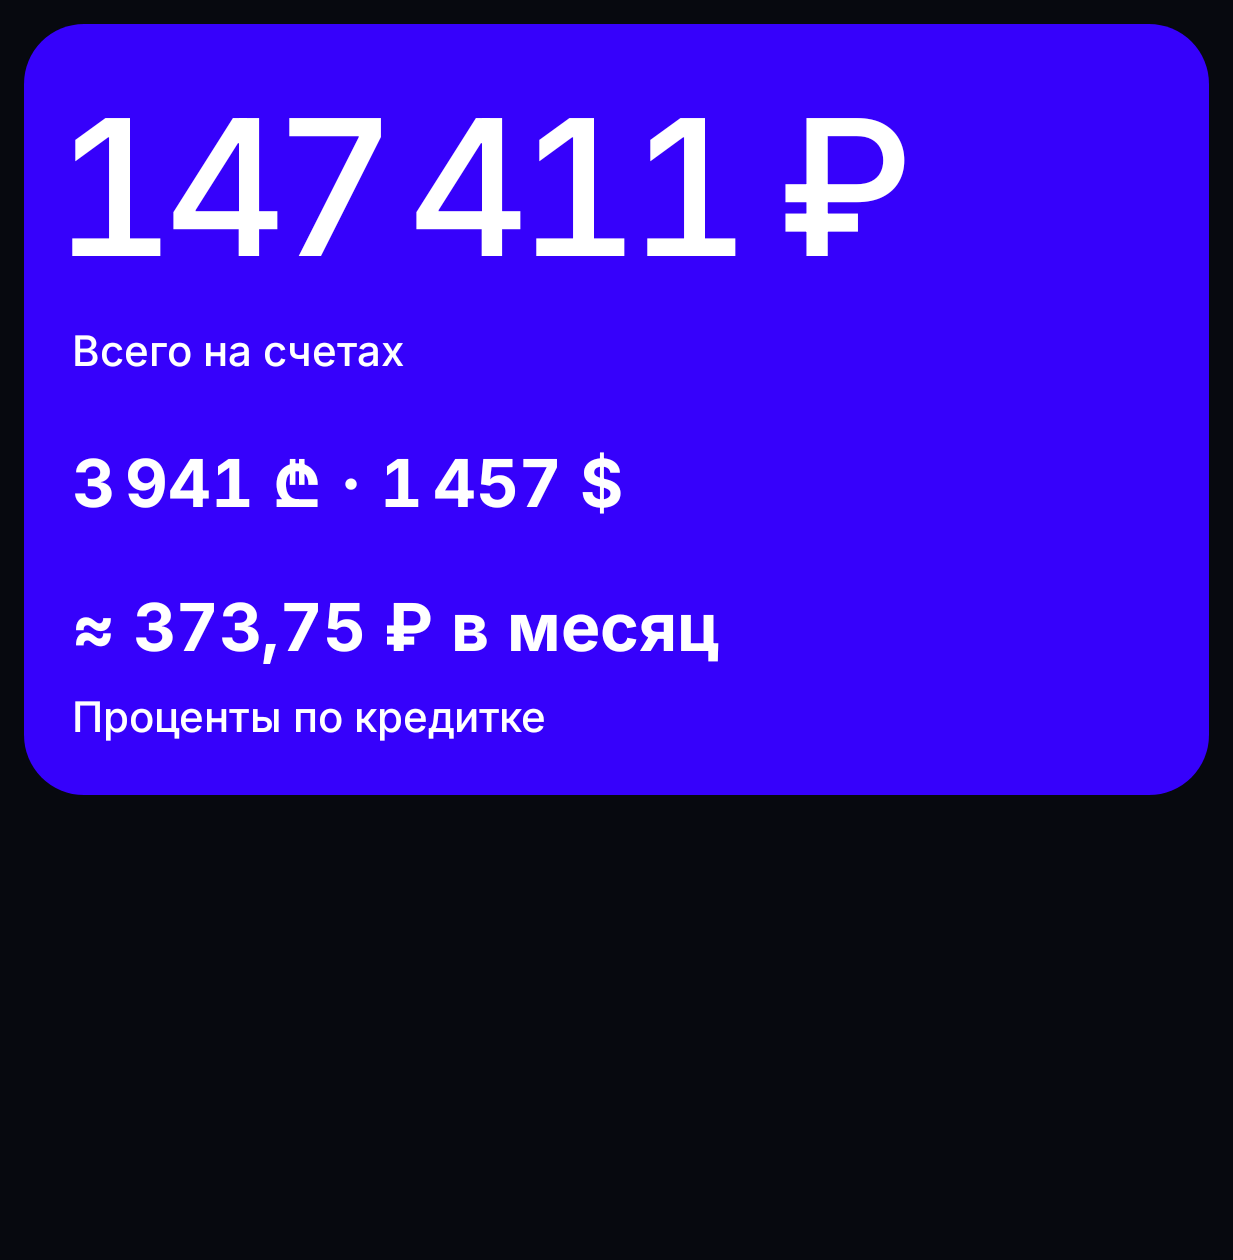 147 411 ₽
Всего на счетах
3 941 ₾ · 1 457 $
≈ 373,75 ₽ в месяц
Проценты по кредитке